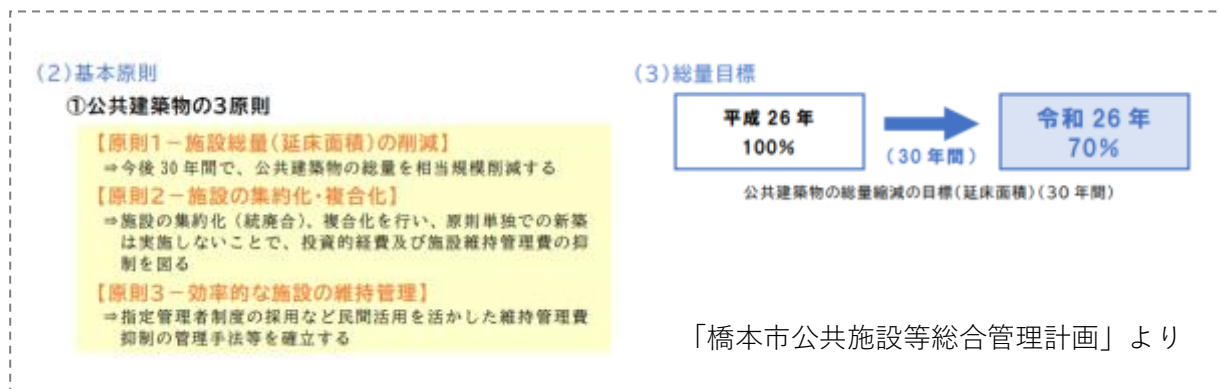 (2)基本原則
①公共建築物の3原則
【原則1－施設総量(延床面積)の削減】
⇒今後 30 年間で、公共建築物の総量を相当規模削減する
【原則2－施設の集約化・複合化】
⇒施設の集約化（統廃合）、複合化を行い、原則単独での新築
は実施しないことで、投資的経費及び施設維持管理費の抑
制を図る
【原則3－効率的な施設の維持管理】
⇒指定管理者制度の採用など民間活用を活かした維持管理費
抑制の管理手法等を確立する
(3)総量目標
平成 26 年
100%
(30 年間)
令和 26 年
70%
公共建築物の総量縮減の目標(延床面積)(30 年間)
「橋本市公共施設等総合管理計画」より